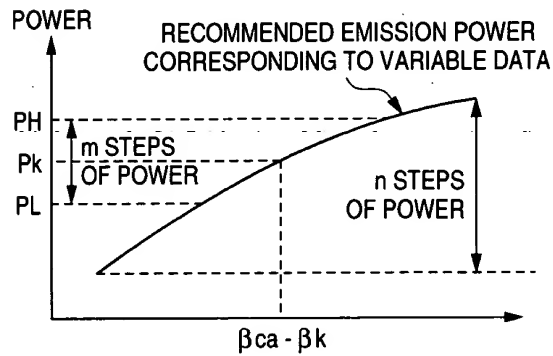 POWER
RECOMMENDED EMISSION POWER
CORRESPONDING TO VARIABLE DATA
PH
m STEPS
OF POWER
Pk
PL
n STEPS
OF POWER
βca - βk